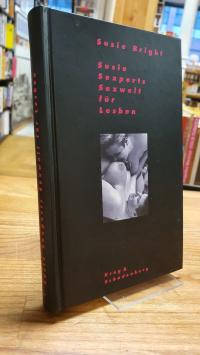 Susie Bright
Susie
Sexperts
Sexwelt
für
Lesben
Krug &
Schadenberg